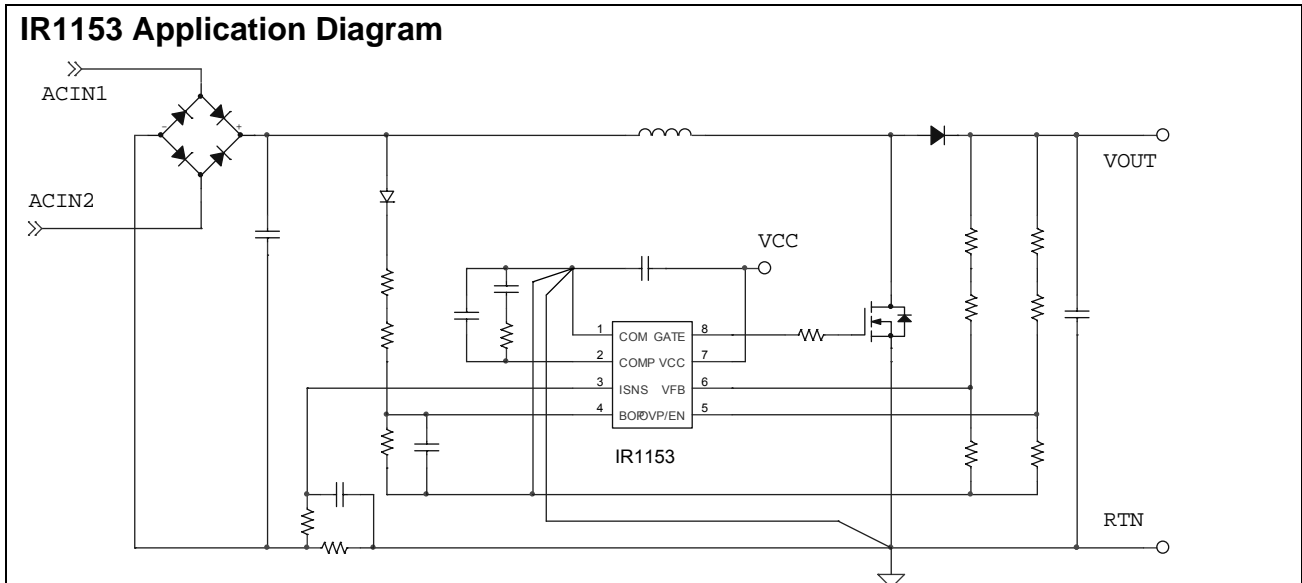 IR1153 Application Diagram
ACIN1
ACIN2
- +
VOUT
VCC
1 COM GATE 8
2 COMP VCC 7
3 ISNS VFB 6
4 BOP OVP/EN 5
IR1153
RTN